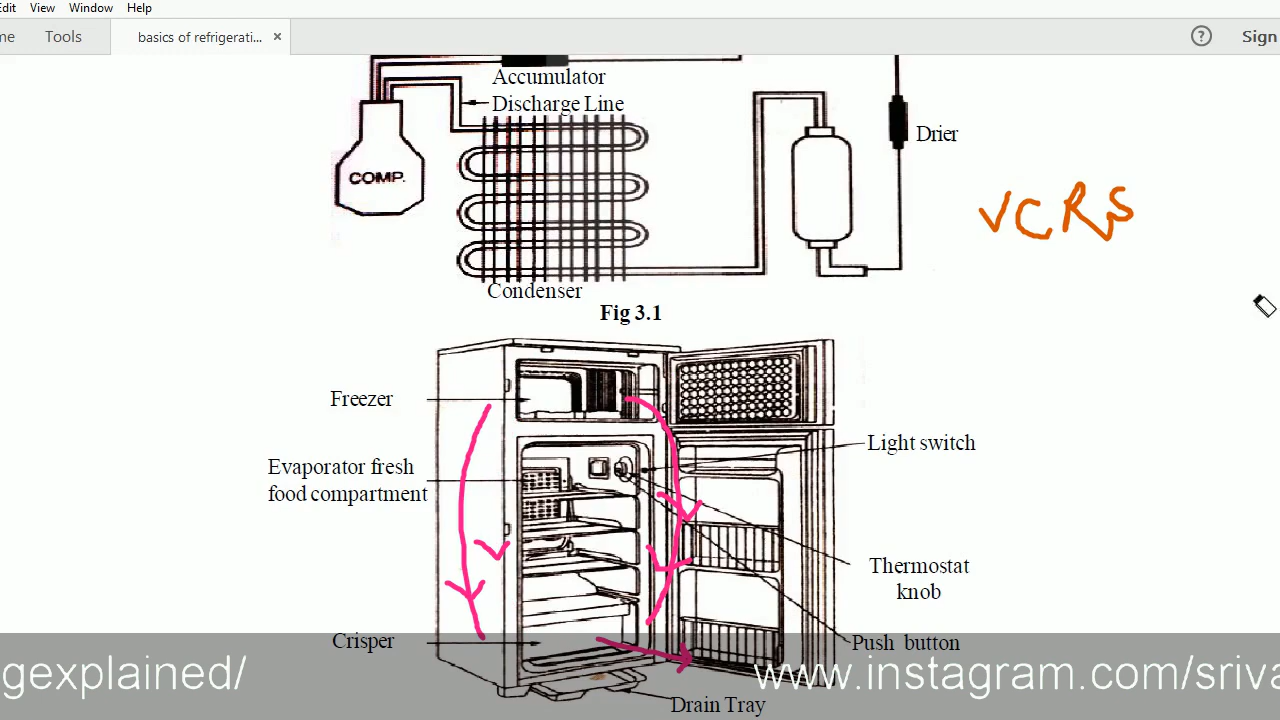 Edit View Window Help
me Tools basics of refrigerati... × ? Sign
Accumulator
Discharge Line
COMP.
Drier
VCRS
Condenser
Fig 3.1
Freezer
Light switch
Evaporator fresh
food compartment
Thermostat
knob
Crisper
Push button
gexplained/ www.instagram.com/sriva
Drain Tray